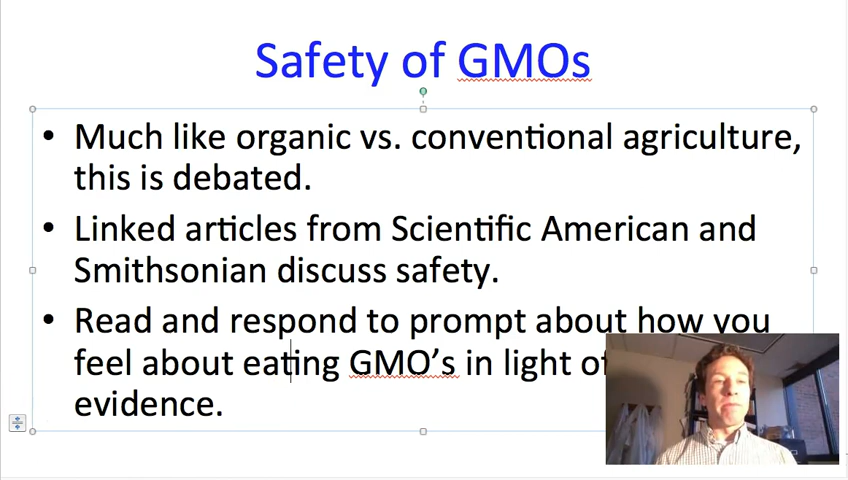 Safety of GMOs
• Much like organic vs. conventional agriculture,
this is debated.
• Linked articles from Scientific American and
Smithsonian discuss safety.
• Read and respond to prompt about how you
feel about eating GMO’s in light of
evidence.